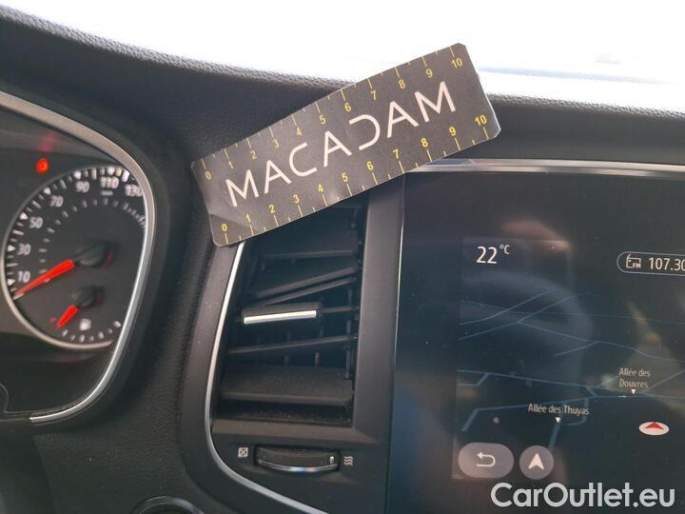 0 1 2 3 4 5 6 7 8 9 10
MACADAM
0 1 2 3 4 5 6 7 8 9 10
10 30 50 70 90 110 130
22 °C
FM 107.30
Allée des
Douvres
Allée des Thuyas
CarOutlet.eu